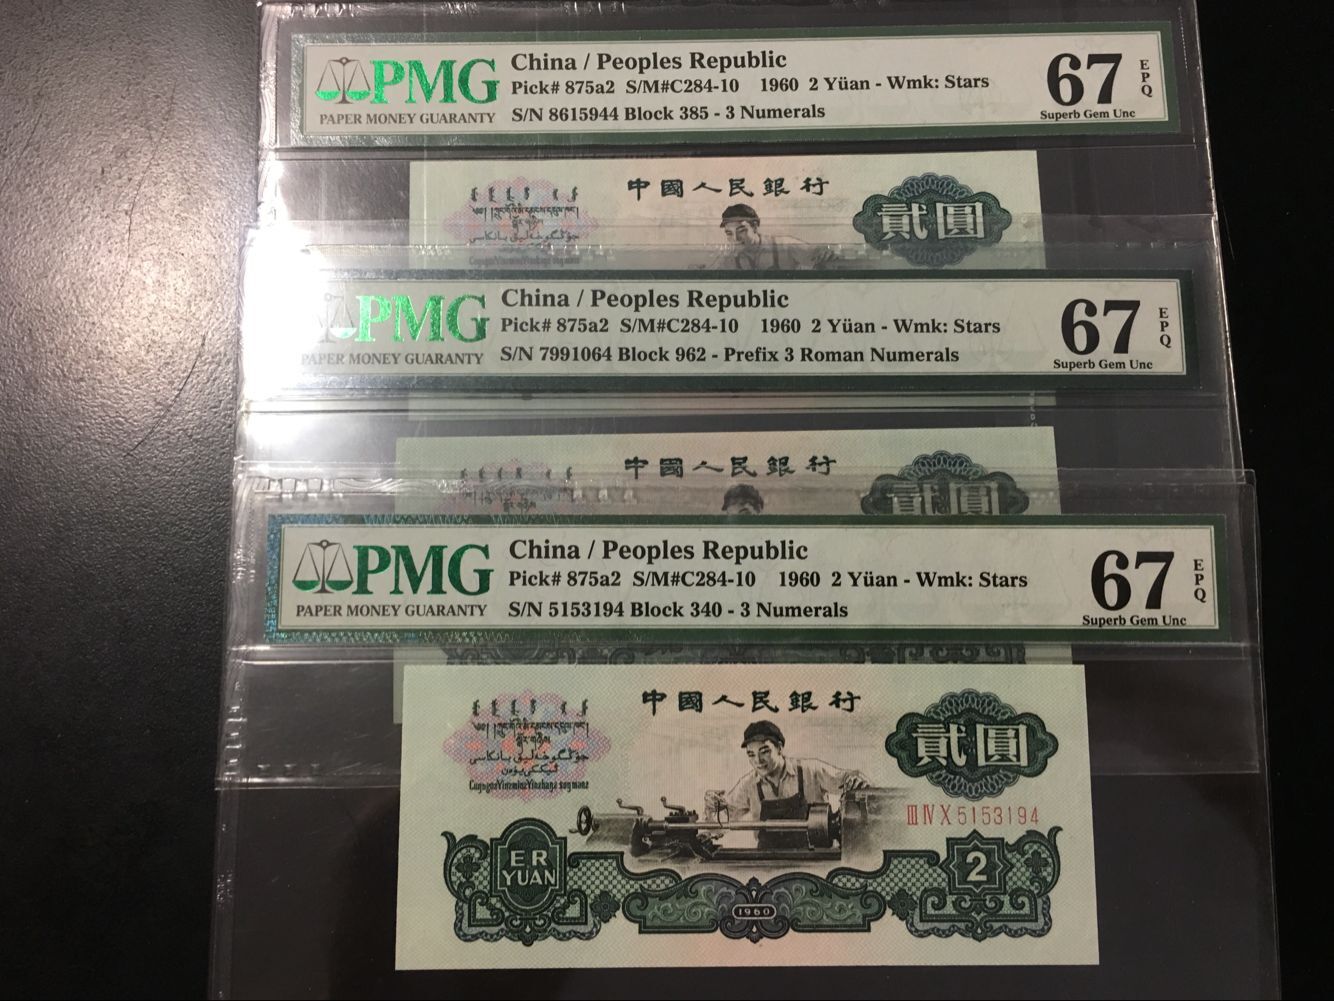 PMG
PAPER MONEY GUARANTY
China / Peoples Republic
Pick# 875a2 S/M#C284-10 1960 2 Yüan - Wmk: Stars
S/N 8615944 Block 385 - 3 Numerals
67
EPQ
Superb Gem Unc
中國人民銀行
貳圓
PMG
PAPER MONEY GUARANTY
China / Peoples Republic
Pick# 875a2 S/M#C284-10 1960 2 Yüan - Wmk: Stars
S/N 7991064 Block 962 - Prefix 3 Roman Numerals
67
EPQ
Superb Gem Unc
中國人民銀行
貳圓
PMG
PAPER MONEY GUARANTY
China / Peoples Republic
Pick# 875a2 S/M#C284-10 1960 2 Yüan - Wmk: Stars
S/N 5153194 Block 340 - 3 Numerals
67
EPQ
Superb Gem Unc
中國人民銀行
貳圓
ⅢⅣⅩ5153194
ER
YUAN
2
1960